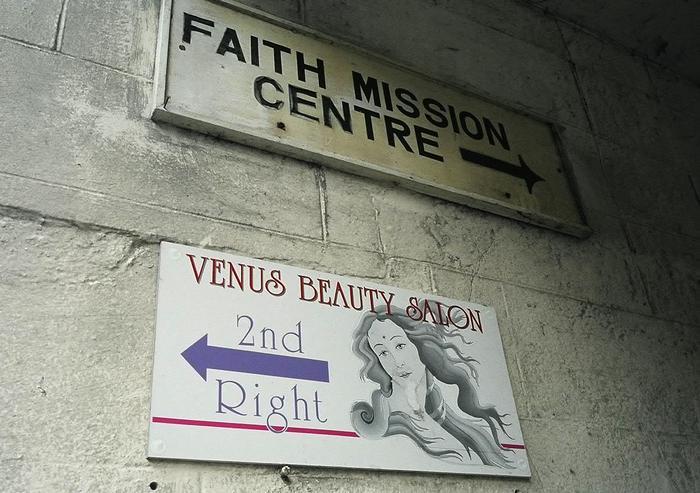 FAITH MISSION
CENTRE
VENUS BEAUTY SALON
2nd
Right